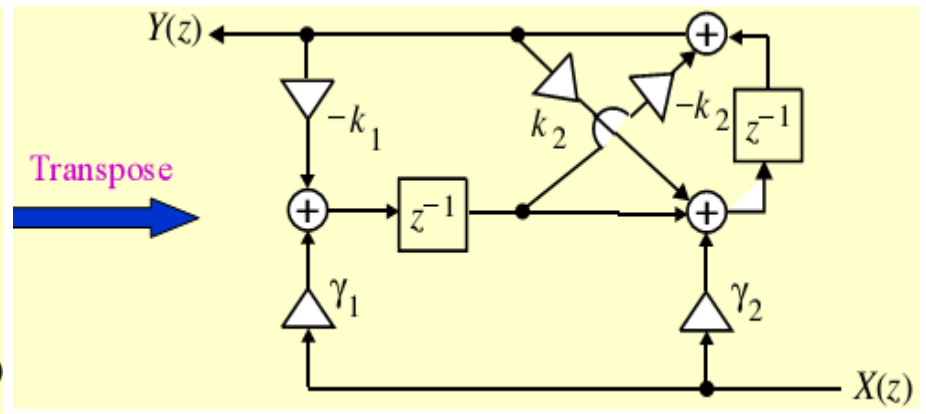 Y(z)
+
−k₁
k₂
−k₂
z⁻¹
Transpose
+
z⁻¹
+
γ₁
γ₂
)
X(z)